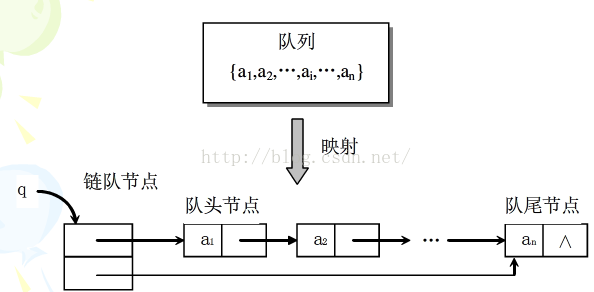 队列
{a₁,a₂,⋯,aᵢ,⋯,aₙ}
映射
http://blog.csdn.net/
q
链队节点
队头节点
队尾节点
a₁
a₂
⋯
aₙ ∧